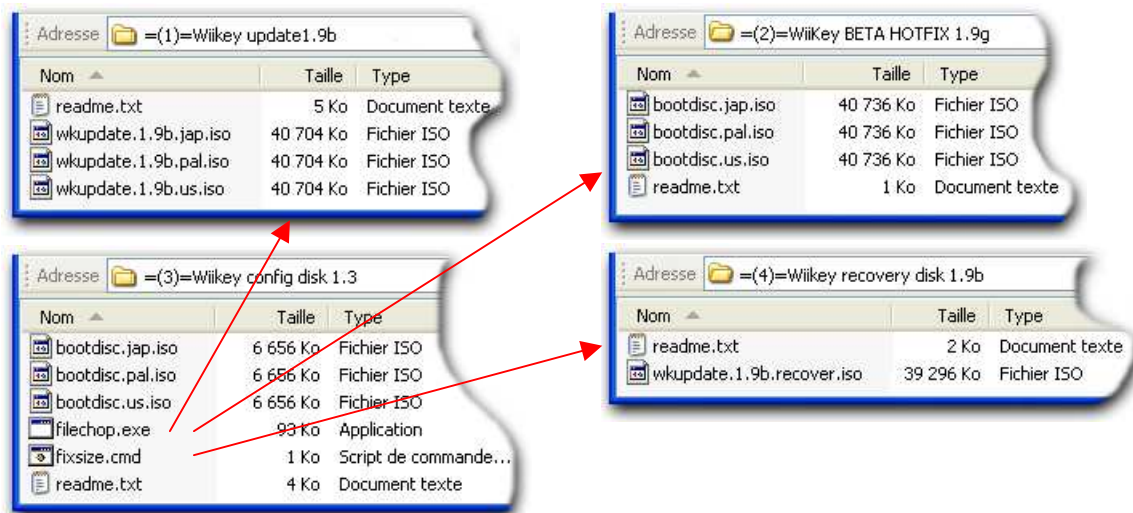 Adresse =(1)=Wiikey update1.9b
Nom Taille Type
readme.txt 5 Ko Document texte
wkupdate.1.9b.jap.iso 40 704 Ko Fichier ISO
wkupdate.1.9b.pal.iso 40 704 Ko Fichier ISO
wkupdate.1.9b.us.iso 40 704 Ko Fichier ISO
Adresse =(2)=WiiKey BETA HOTFIX 1.9g
Nom Taille Type
bootdisc.jap.iso 40 736 Ko Fichier ISO
bootdisc.pal.iso 40 736 Ko Fichier ISO
bootdisc.us.iso 40 736 Ko Fichier ISO
readme.txt 1 Ko Document texte
Adresse =(3)=Wiikey config disk 1.3
Nom Taille Type
bootdisc.jap.iso 6 656 Ko Fichier ISO
bootdisc.pal.iso 6 656 Ko Fichier ISO
bootdisc.us.iso 6 656 Ko Fichier ISO
filechop.exe 93 Ko Application
fixsize.cmd 1 Ko Script de commande...
readme.txt 4 Ko Document texte
Adresse =(4)=Wiikey recovery disk 1.9b
Nom Taille Type
readme.txt 2 Ko Document texte
wkupdate.1.9b.recover.iso 39 296 Ko Fichier ISO